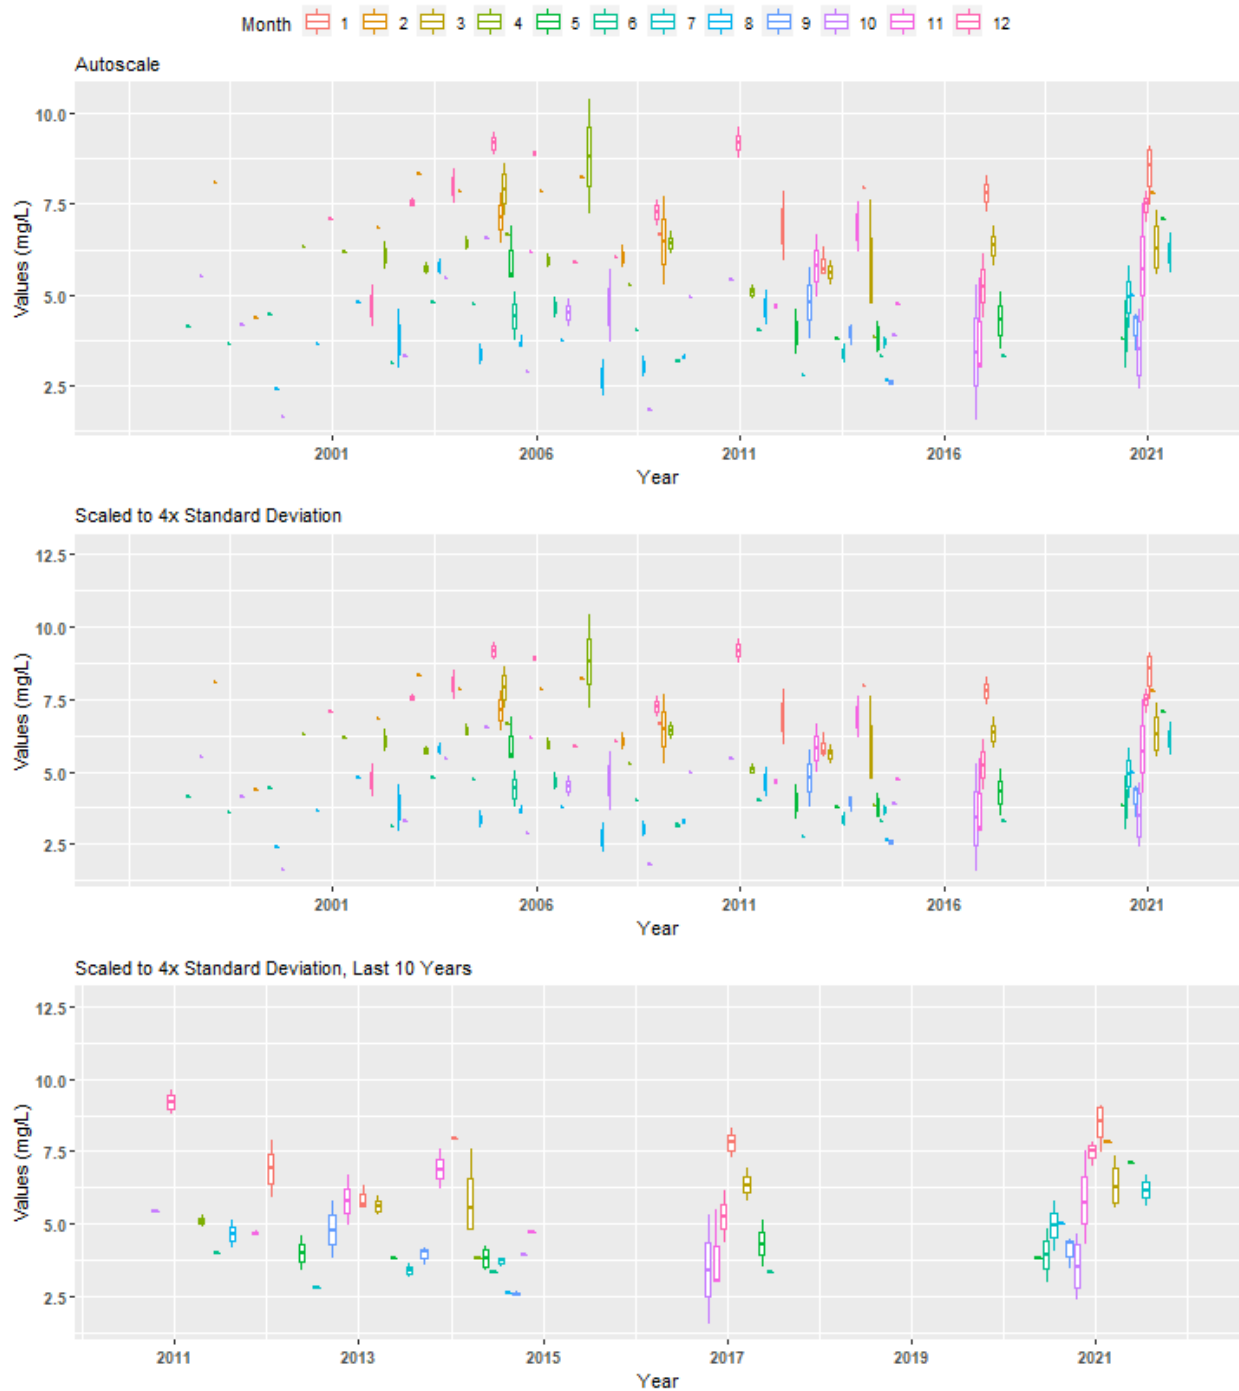 Month 1 2 3 4 5 6 7 8 9 10 11 12
Autoscale
10.0
7.5
5.0
2.5
Values (mg/L)
2001 2006 2011 2016 2021
Year
Scaled to 4x Standard Deviation
12.5
10.0
7.5
5.0
2.5
Values (mg/L)
2001 2006 2011 2016 2021
Year
Scaled to 4x Standard Deviation, Last 10 Years
12.5
10.0
7.5
5.0
2.5
Values (mg/L)
2011 2013 2015 2017 2019 2021
Year